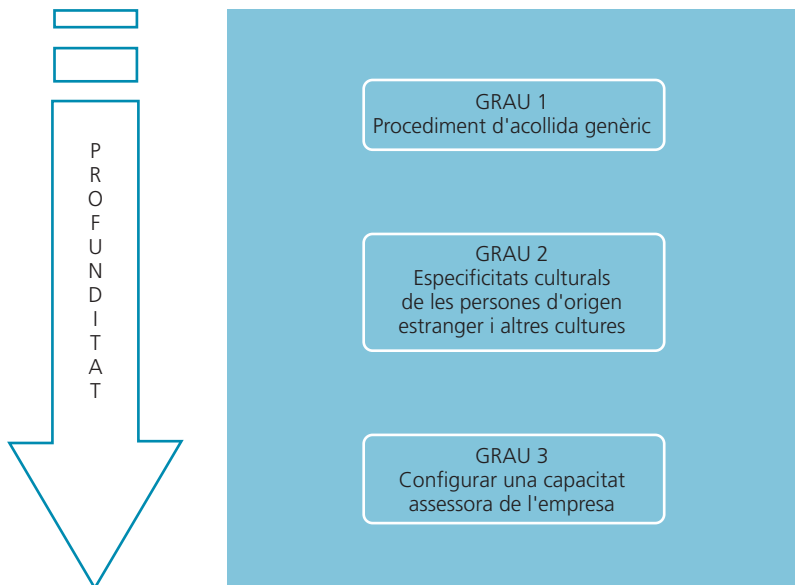 P
R
O
F
U
N
D
I
T
A
T
GRAU 1
Procediment d'acollida genèric
GRAU 2
Especificitats culturals
de les persones d'origen
estranger i altres cultures
GRAU 3
Configurar una capacitat
assessora de l'empresa